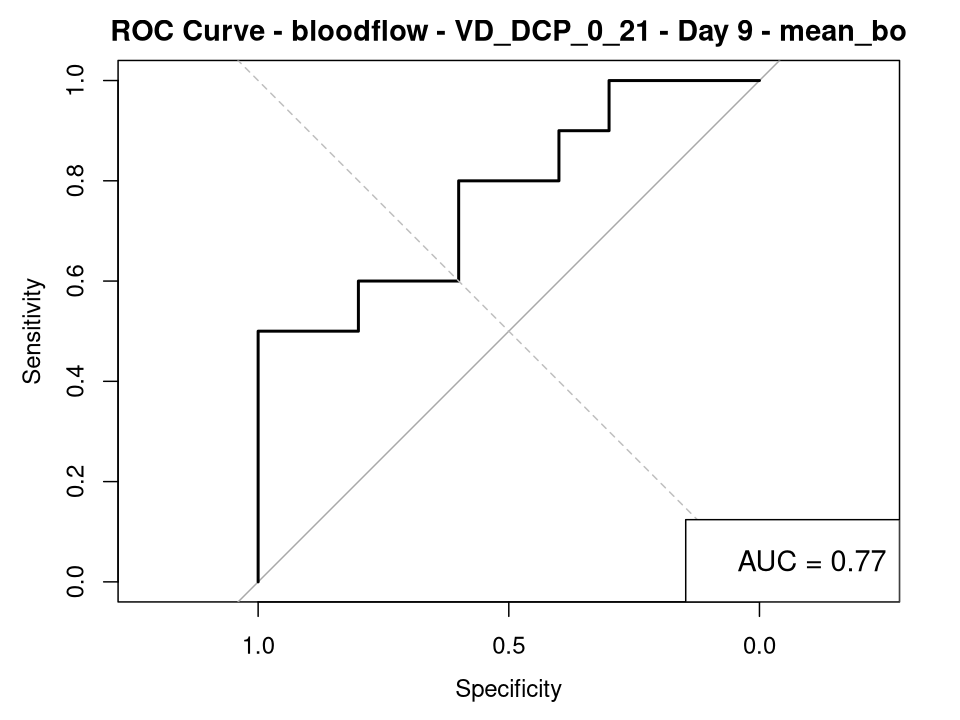 ROC Curve - bloodflow - VD_DCP_0_21 - Day 9 - mean_bo
Sensitivity
1.0
0.8
0.6
0.4
0.2
0.0
AUC = 0.77
1.0 0.5 0.0
Specificity